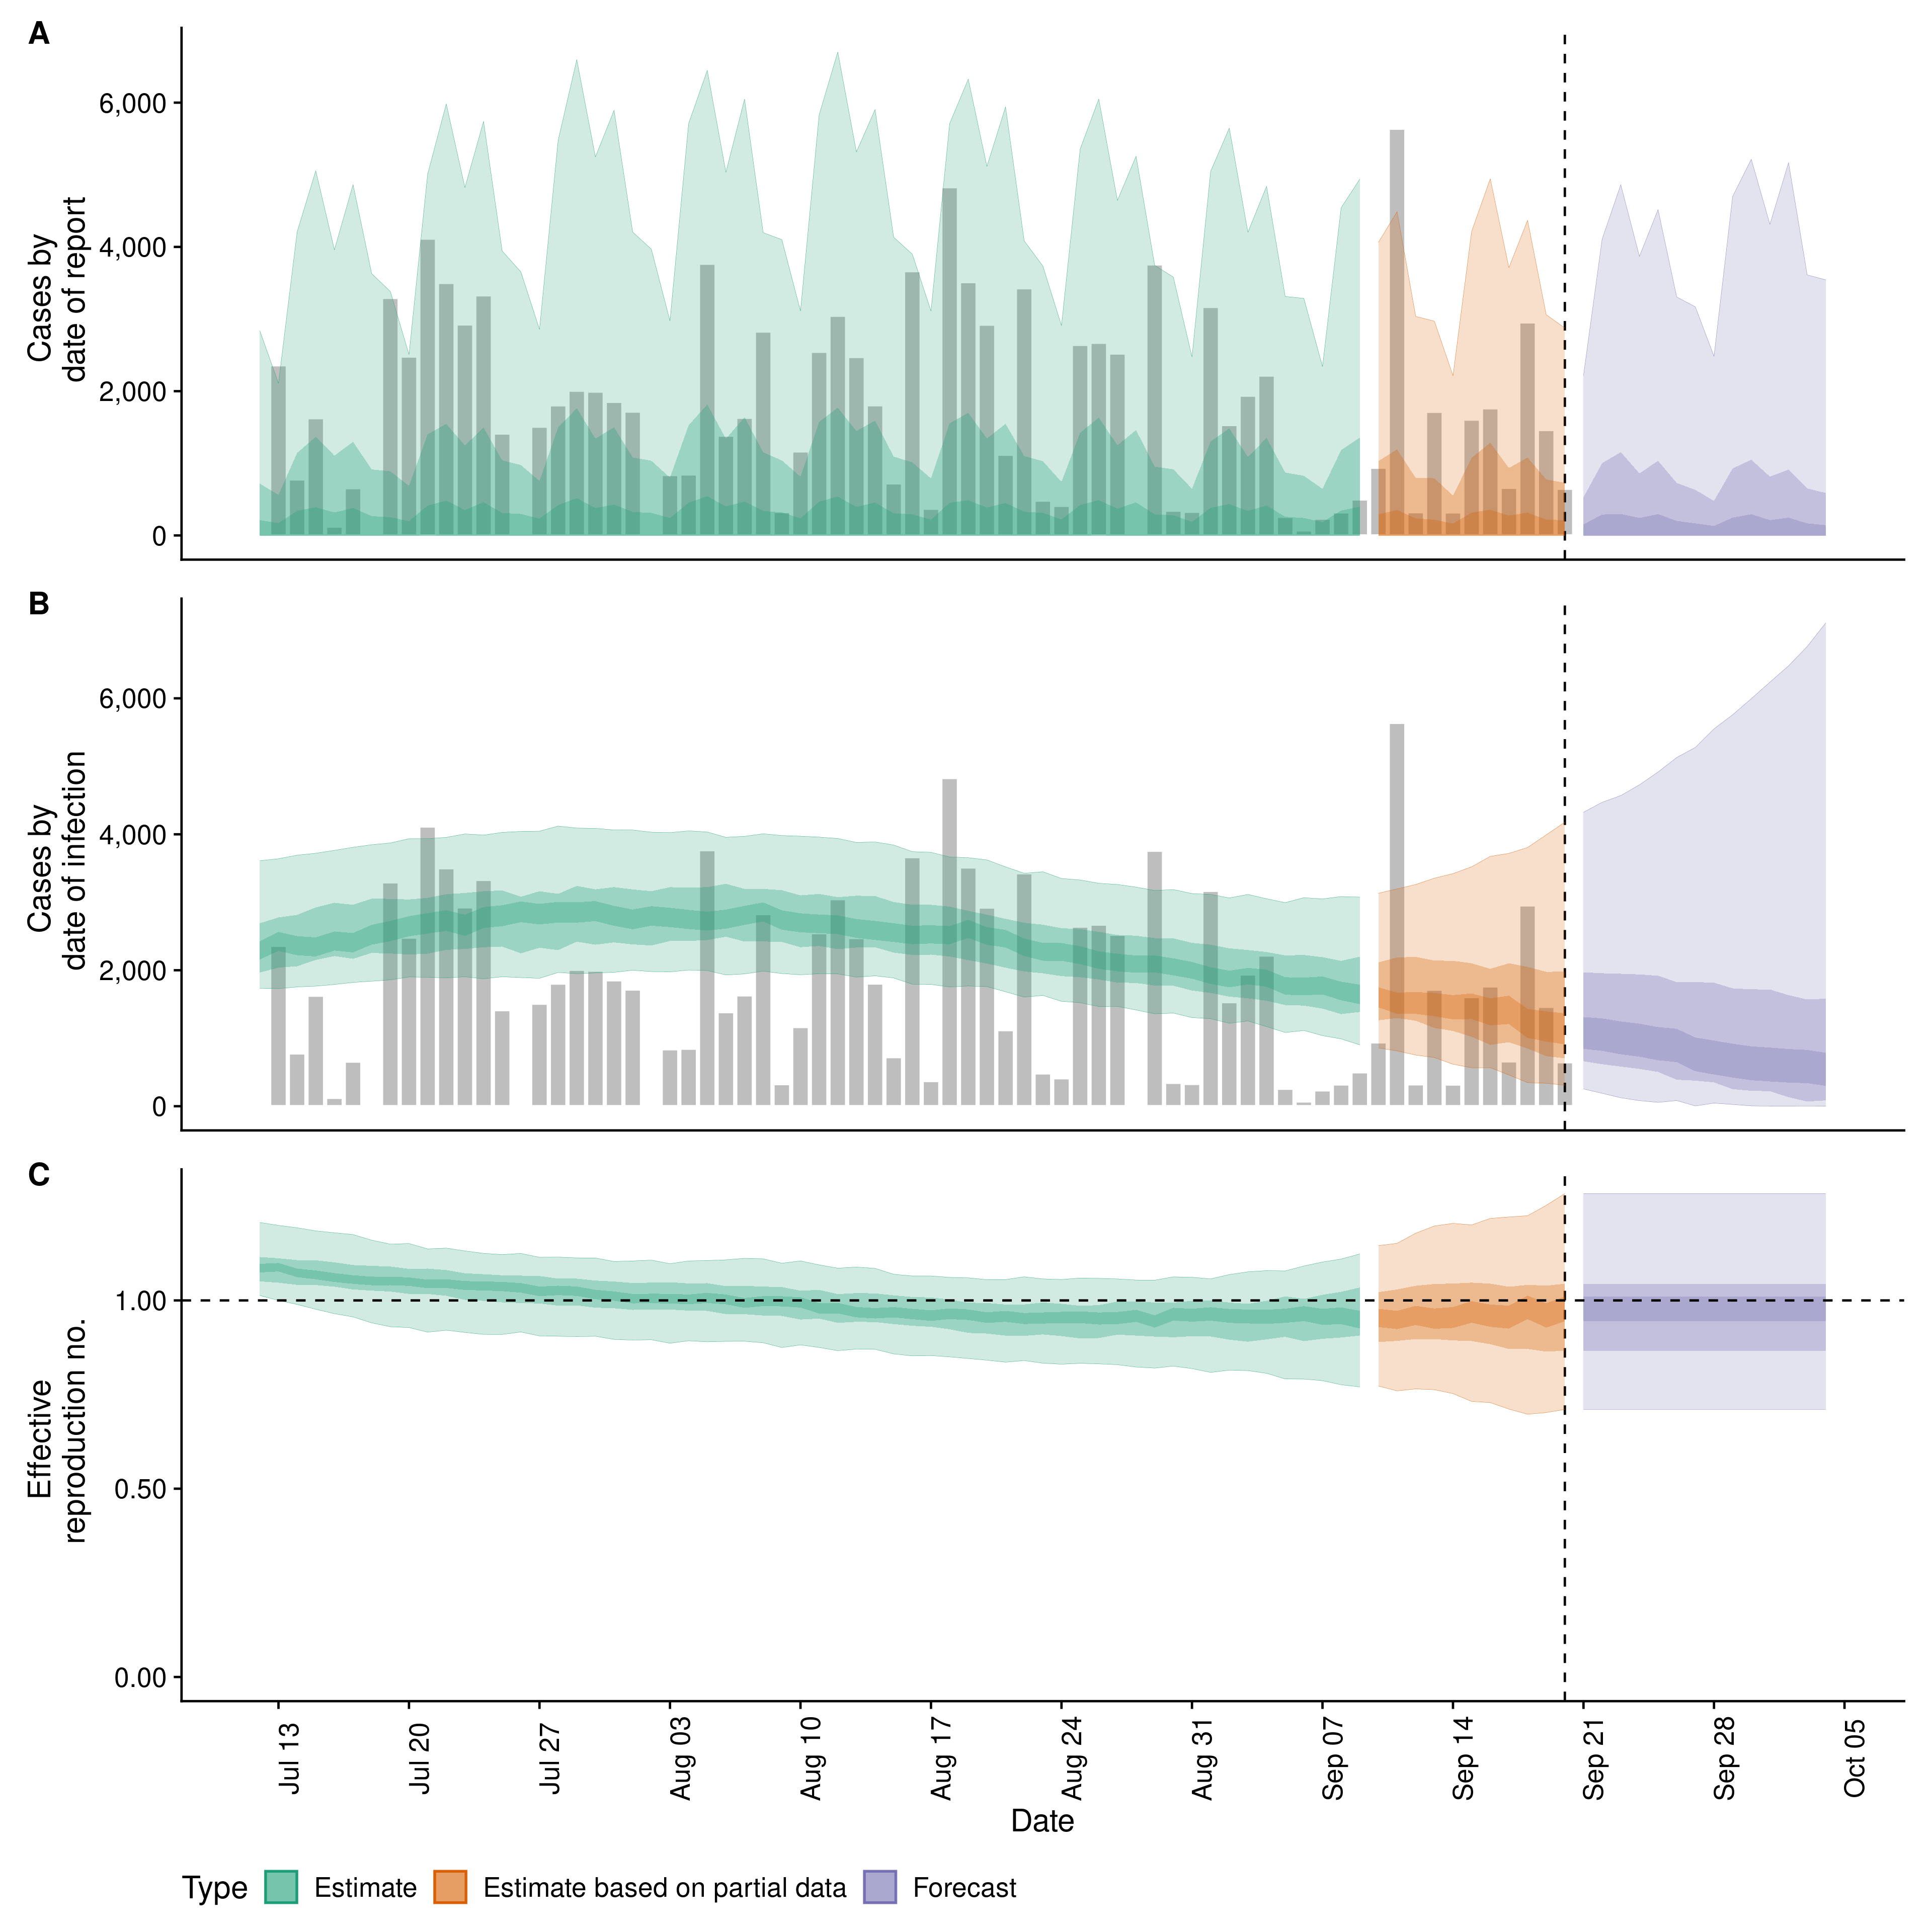 A
Cases by
date of report
6,000
4,000
2,000
0
B
Cases by
date of infection
6,000
4,000
2,000
0
C
Effective
reproduction no.
1.00
0.50
0.00
Jul 13
Jul 20
Jul 27
Aug 03
Aug 10
Aug 17
Aug 24
Aug 31
Sep 07
Sep 14
Sep 21
Sep 28
Oct 05
Date
Type Estimate Estimate based on partial data Forecast